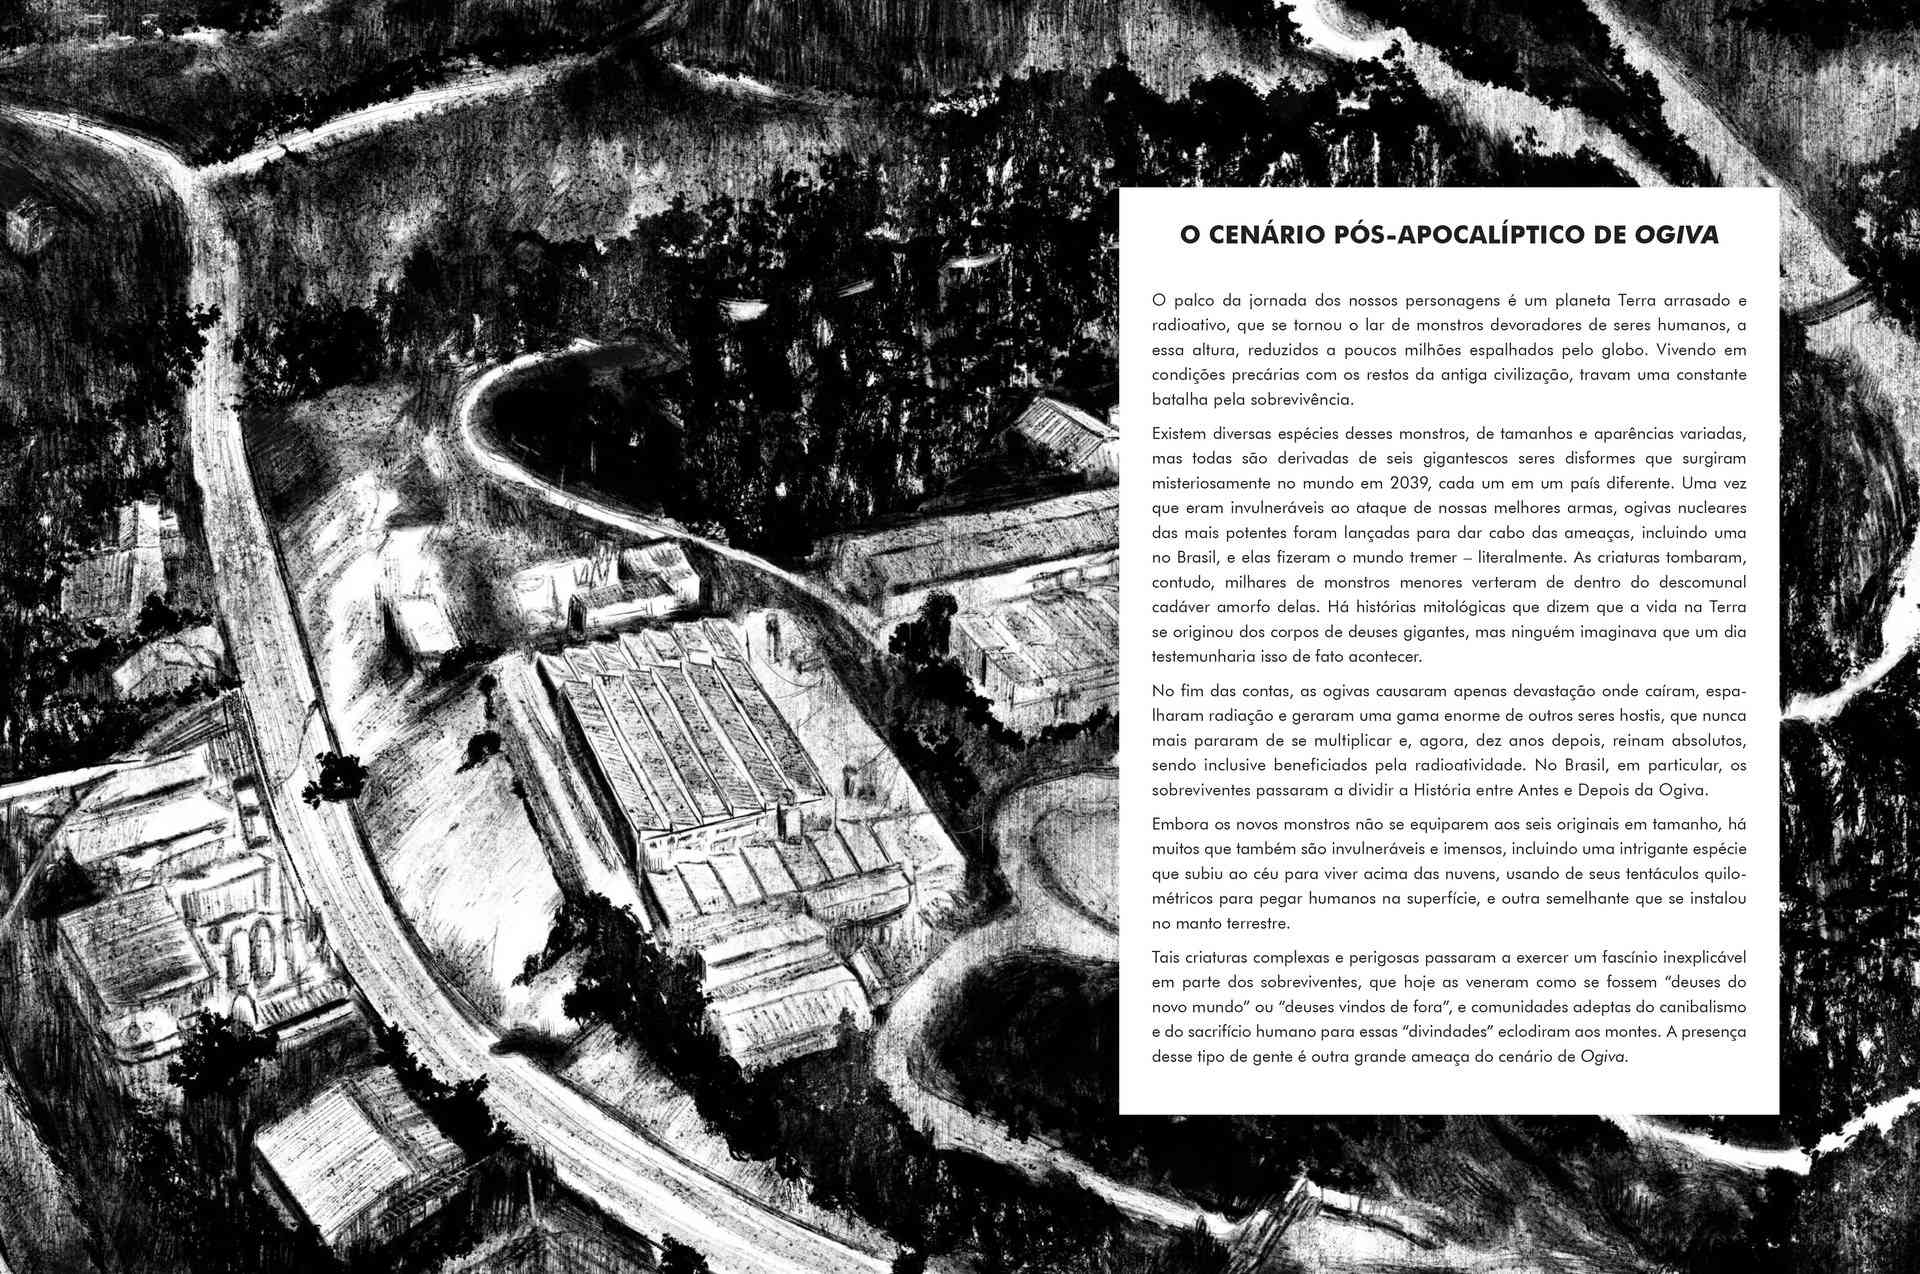 O CENÁRIO PÓS-APOCALÍPTICO DE OGIVA
O palco da jornada dos nossos personagens é um planeta Terra arrasado e
radioativo, que se tornou o lar de monstros devoradores de seres humanos, a
essa altura, reduzidos a poucos milhões espalhados pelo globo. Vivendo em
condições precárias com os restos da antiga civilização, travam uma constante
batalha pela sobrevivência.
Existem diversas espécies desses monstros, de tamanhos e aparências variadas,
mas todas são derivadas de seis gigantescos seres disformes que surgiram
misteriosamente no mundo em 2039, cada um em um país diferente. Uma vez
que eram invulneráveis ao ataque de nossas melhores armas, ogivas nucleares
das mais potentes foram lançadas para dar cabo das ameaças, incluindo uma
no Brasil, e elas fizeram o mundo tremer – literalmente. As criaturas tombaram,
contudo, milhares de monstros menores verteram de dentro do descomunal
cadáver amorfo delas. Há histórias mitológicas que dizem que a vida na Terra
se originou dos corpos de deuses gigantes, mas ninguém imaginava que um dia
testemunharia isso de fato acontecer.
No fim das contas, as ogivas causaram apenas devastação onde caíram, espa-
lharam radiação e geraram uma gama enorme de outros seres hostis, que nunca
mais pararam de se multiplicar e, agora, dez anos depois, reinam absolutos,
sendo inclusive beneficiados pela radioatividade. No Brasil, em particular, os
sobreviventes passaram a dividir a História entre Antes e Depois da Ogiva.
Embora os novos monstros não se equiparem aos seis originais em tamanho, há
muitos que também são invulneráveis e imensos, incluindo uma intrigante espécie
que subiu ao céu para viver acima das nuvens, usando de seus tentáculos quilo-
métricos para pegar humanos na superfície, e outra semelhante que se instalou
no manto terrestre.
Tais criaturas complexas e perigosas passaram a exercer um fascínio inexplicável
em parte dos sobreviventes, que hoje as veneram como se fossem “deuses do
novo mundo” ou “deuses vindos de fora”, e comunidades adeptas do canibalismo
e do sacrifício humano para essas “divindades” eclodiram aos montes. A presença
desse tipo de gente é outra grande ameaça do cenário de Ogiva.